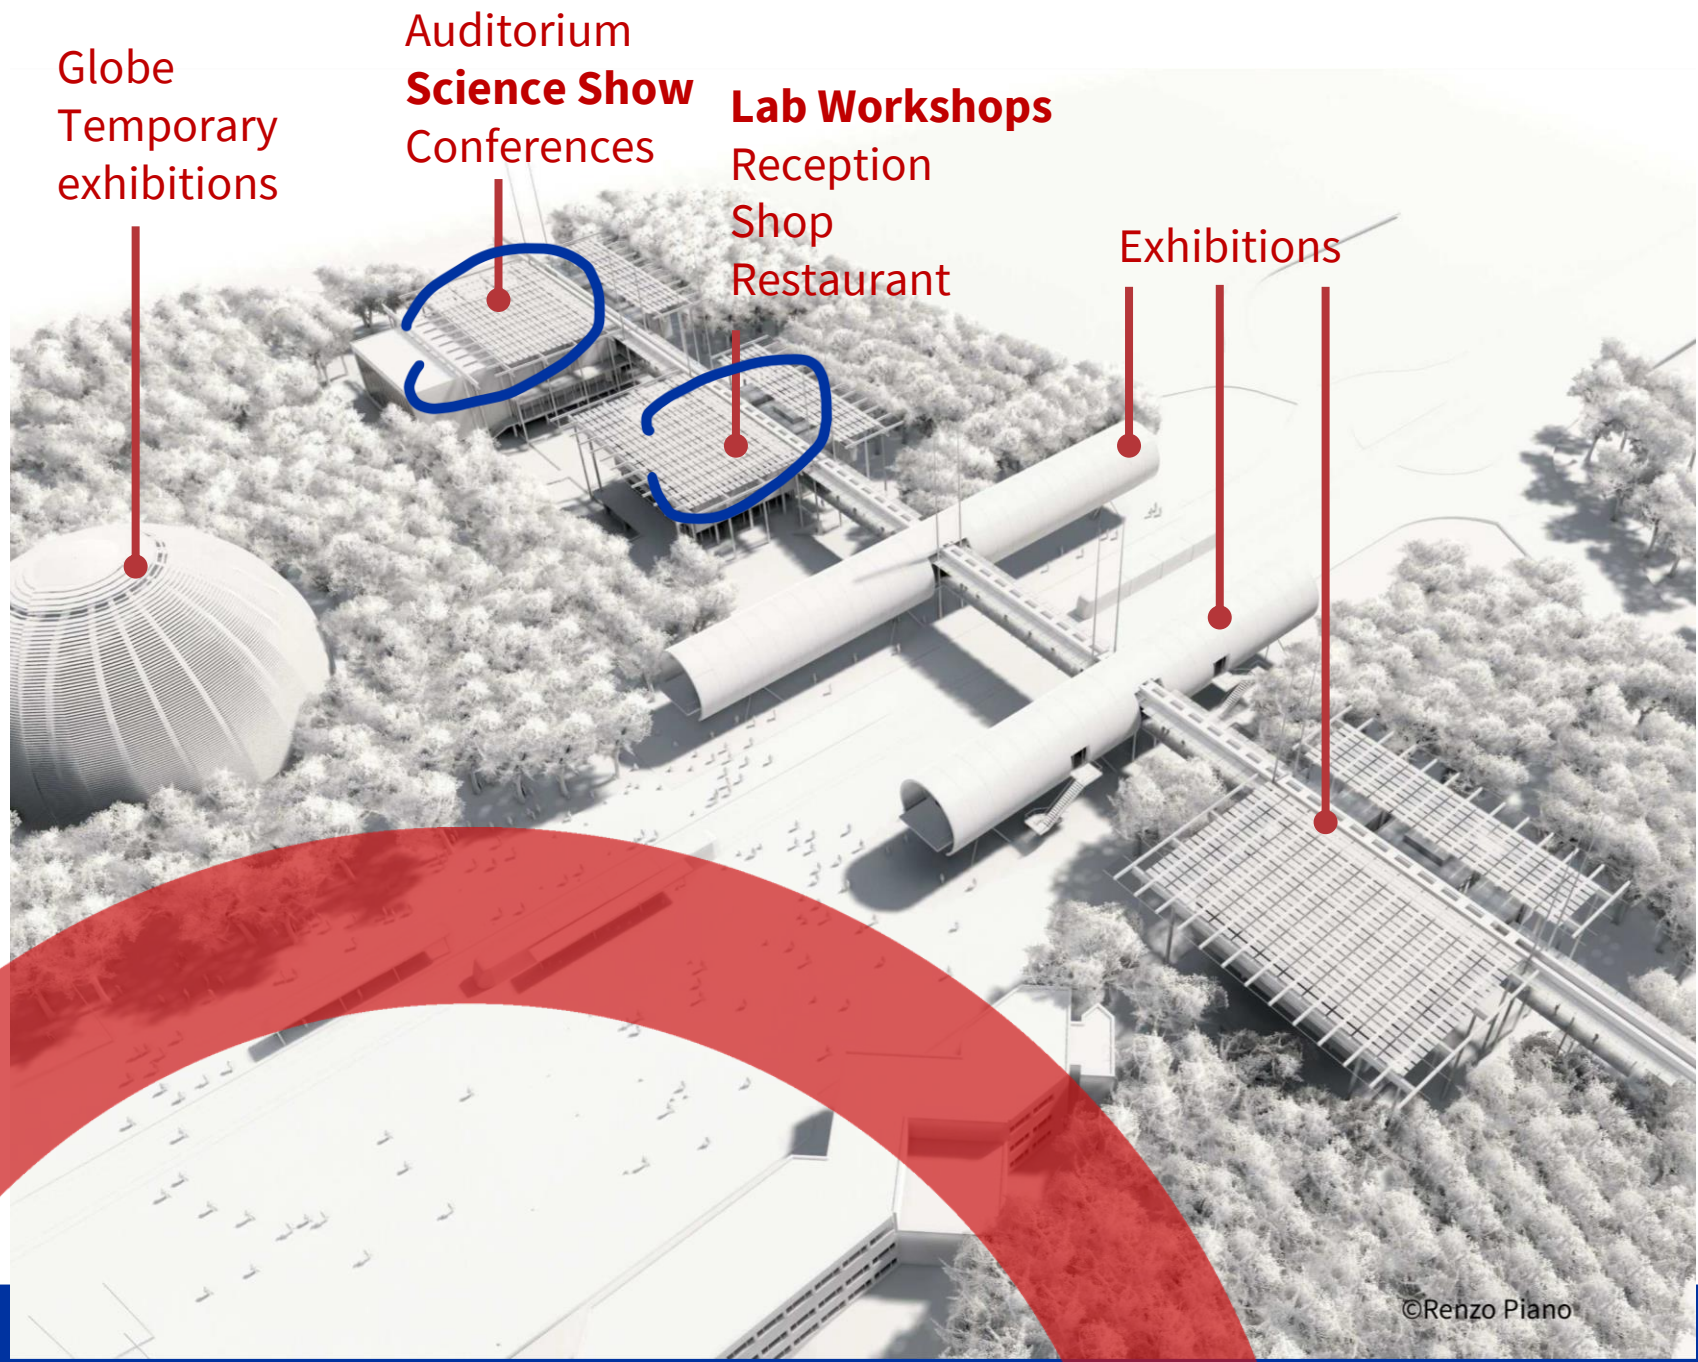 Globe
Temporary
exhibitions
Auditorium
Science Show
Conferences
Lab Workshops
Reception
Shop
Restaurant
Exhibitions
©Renzo Piano